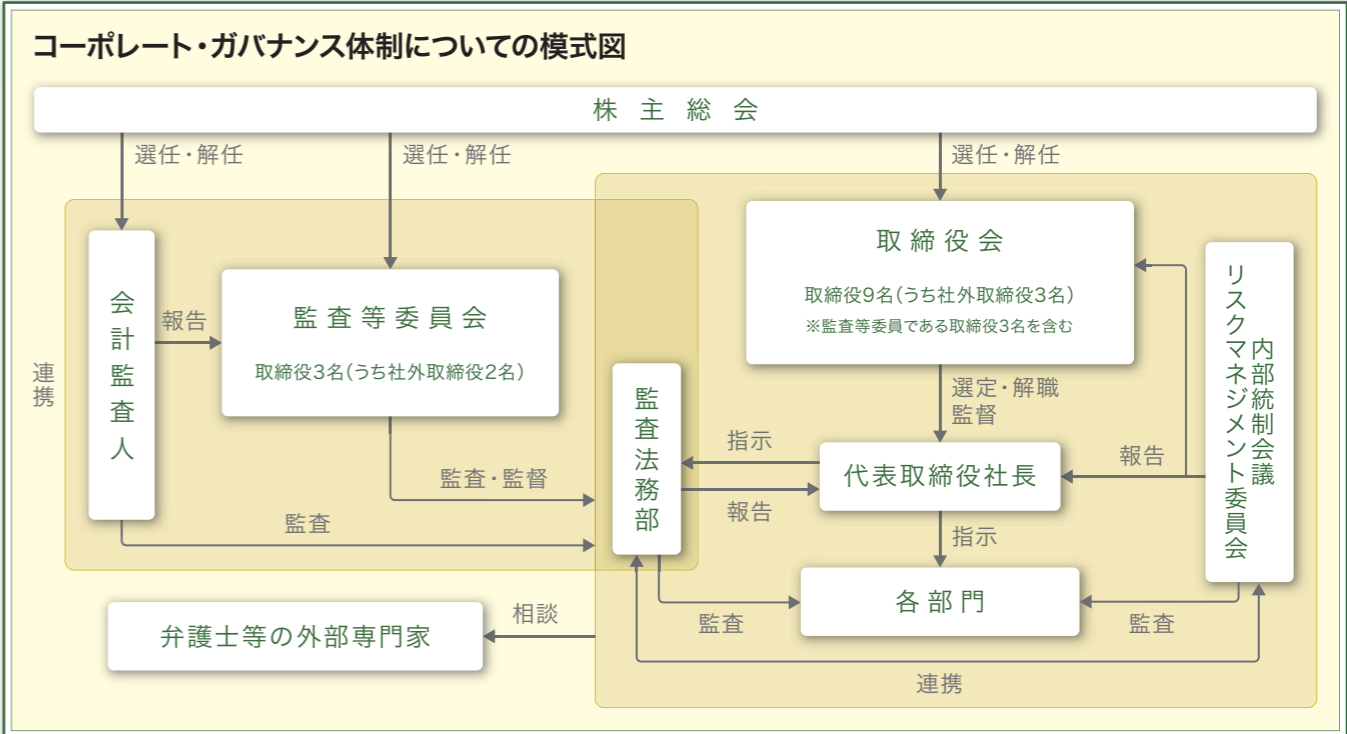 コーポレート・ガバナンス体制についての模式図
株主総会
選任・解任
選任・解任
選任・解任
会計監査人
報告
監査等委員会
取締役3名(うち社外取締役2名)
連携
監査・監督
監査
監査法務部
取締役会
取締役9名(うち社外取締役3名)
※監査等委員である取締役3名を含む
選定・解職
監督
指示
報告
代表取締役社長
報告
内部統制会議
リスクマネジメント委員会
指示
各部門
監査
監査
連携
相談
弁護士等の外部専門家